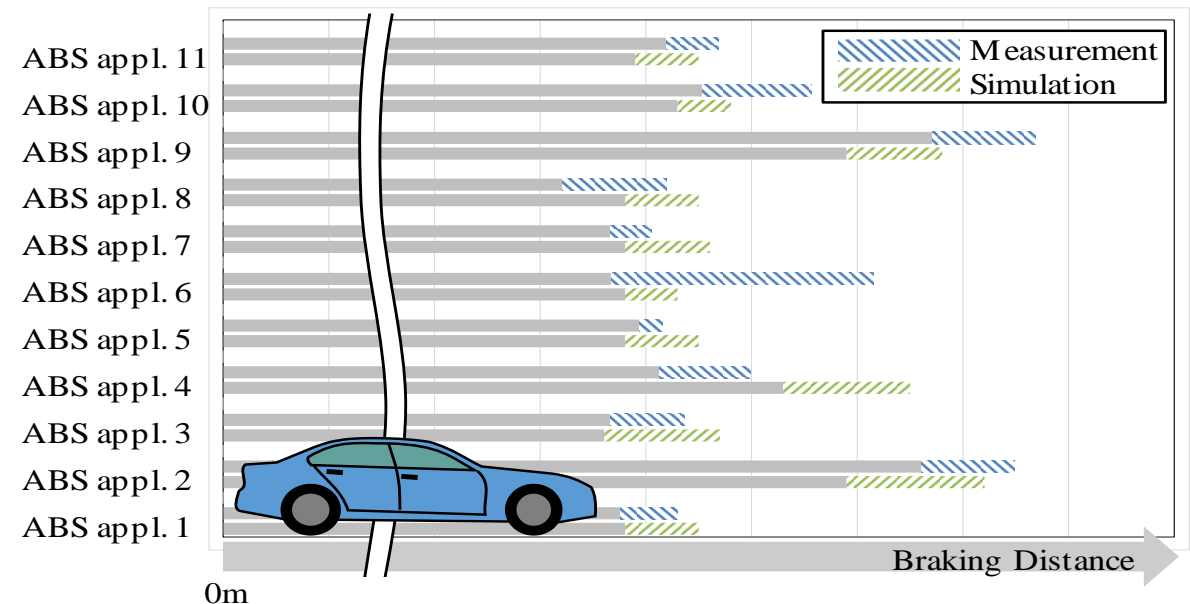 ABS appl. 11
ABS appl. 10
ABS appl. 9
ABS appl. 8
ABS appl. 7
ABS appl. 6
ABS appl. 5
ABS appl. 4
ABS appl. 3
ABS appl. 2
ABS appl. 1
Measurement
Simulation
Braking Distance
0m